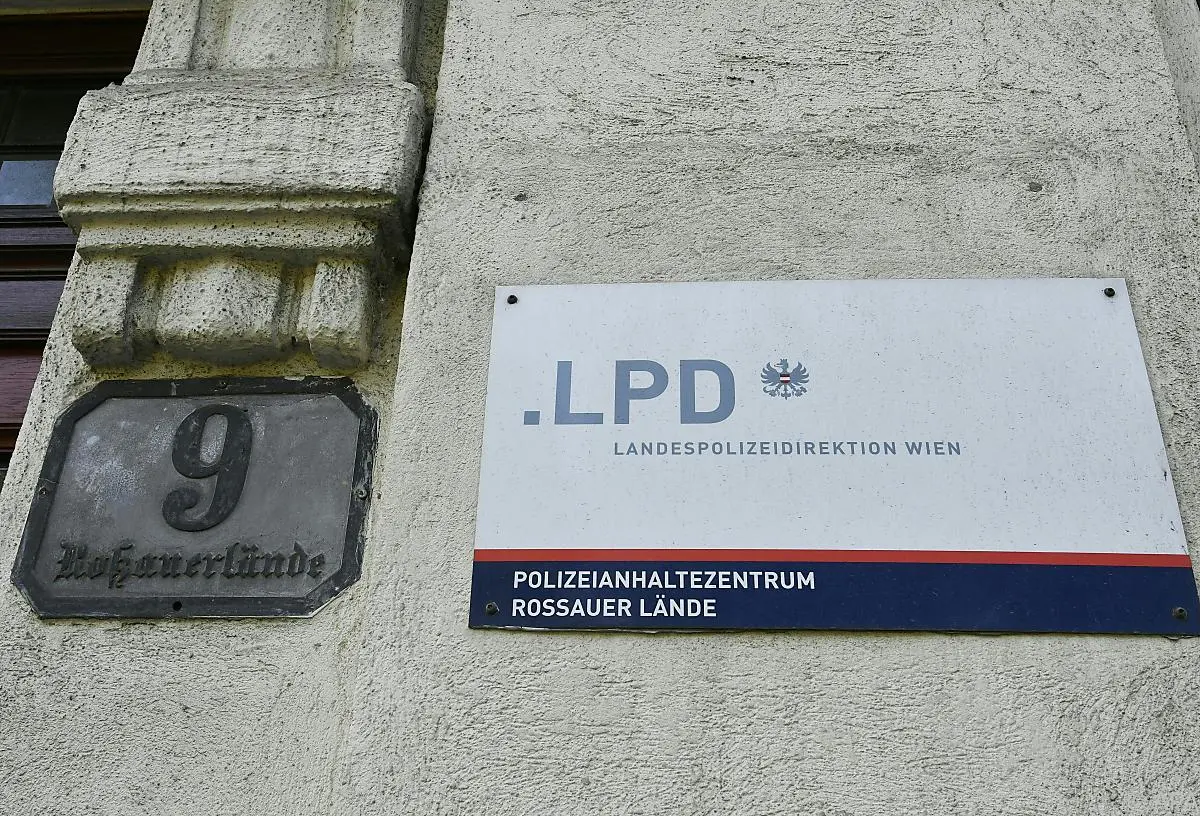 9
Roßauerlände
.LPD
LANDESPOLIZEIDIREKTION WIEN
POLIZEIANHALTEZENTRUM
ROSSAUER LÄNDE